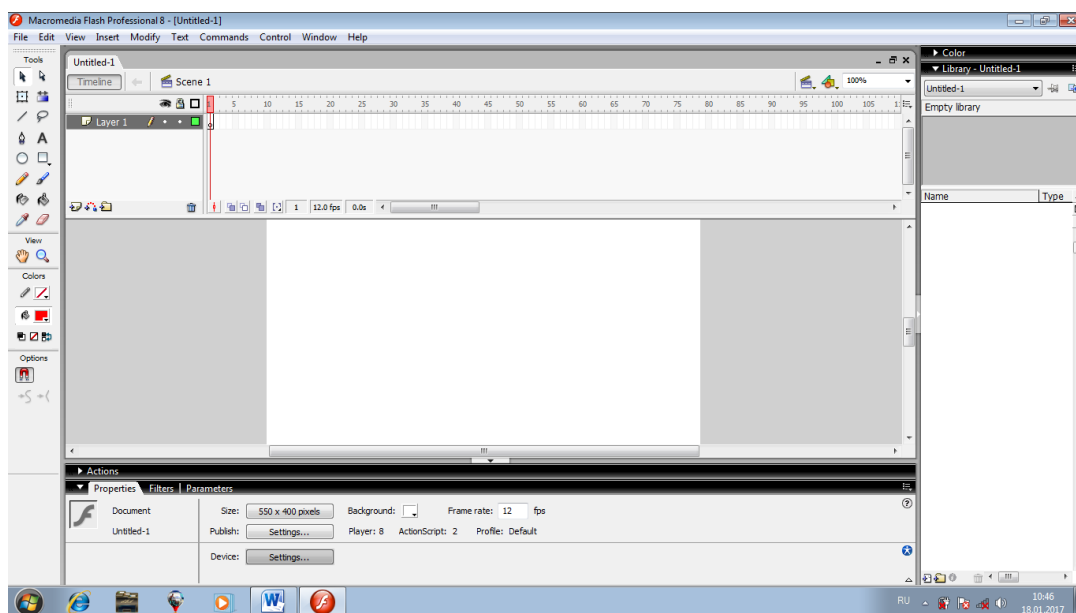 Macromedia Flash Professional 8 - [Untitled-1]
File Edit View Insert Modify Text Commands Control Window Help
Tools
View
Colors
Options
Untitled-1
Timeline
Scene 1
100%
5 10 15 20 25 30 35 40 45 50 55 60 65 70 75 80 85 90 95 100 105
Layer 1
1 12.0 fps 0.0s
Actions
Properties Filters Parameters
Document
Untitled-1
Size: 550 x 400 pixels Background: Frame rate: 12 fps
Publish: Settings... Player: 8 ActionScript: 2 Profile: Default
Device: Settings...
Color
Library - Untitled-1
Untitled-1
Empty library
Name Type
RU
10:46
18.01.2017